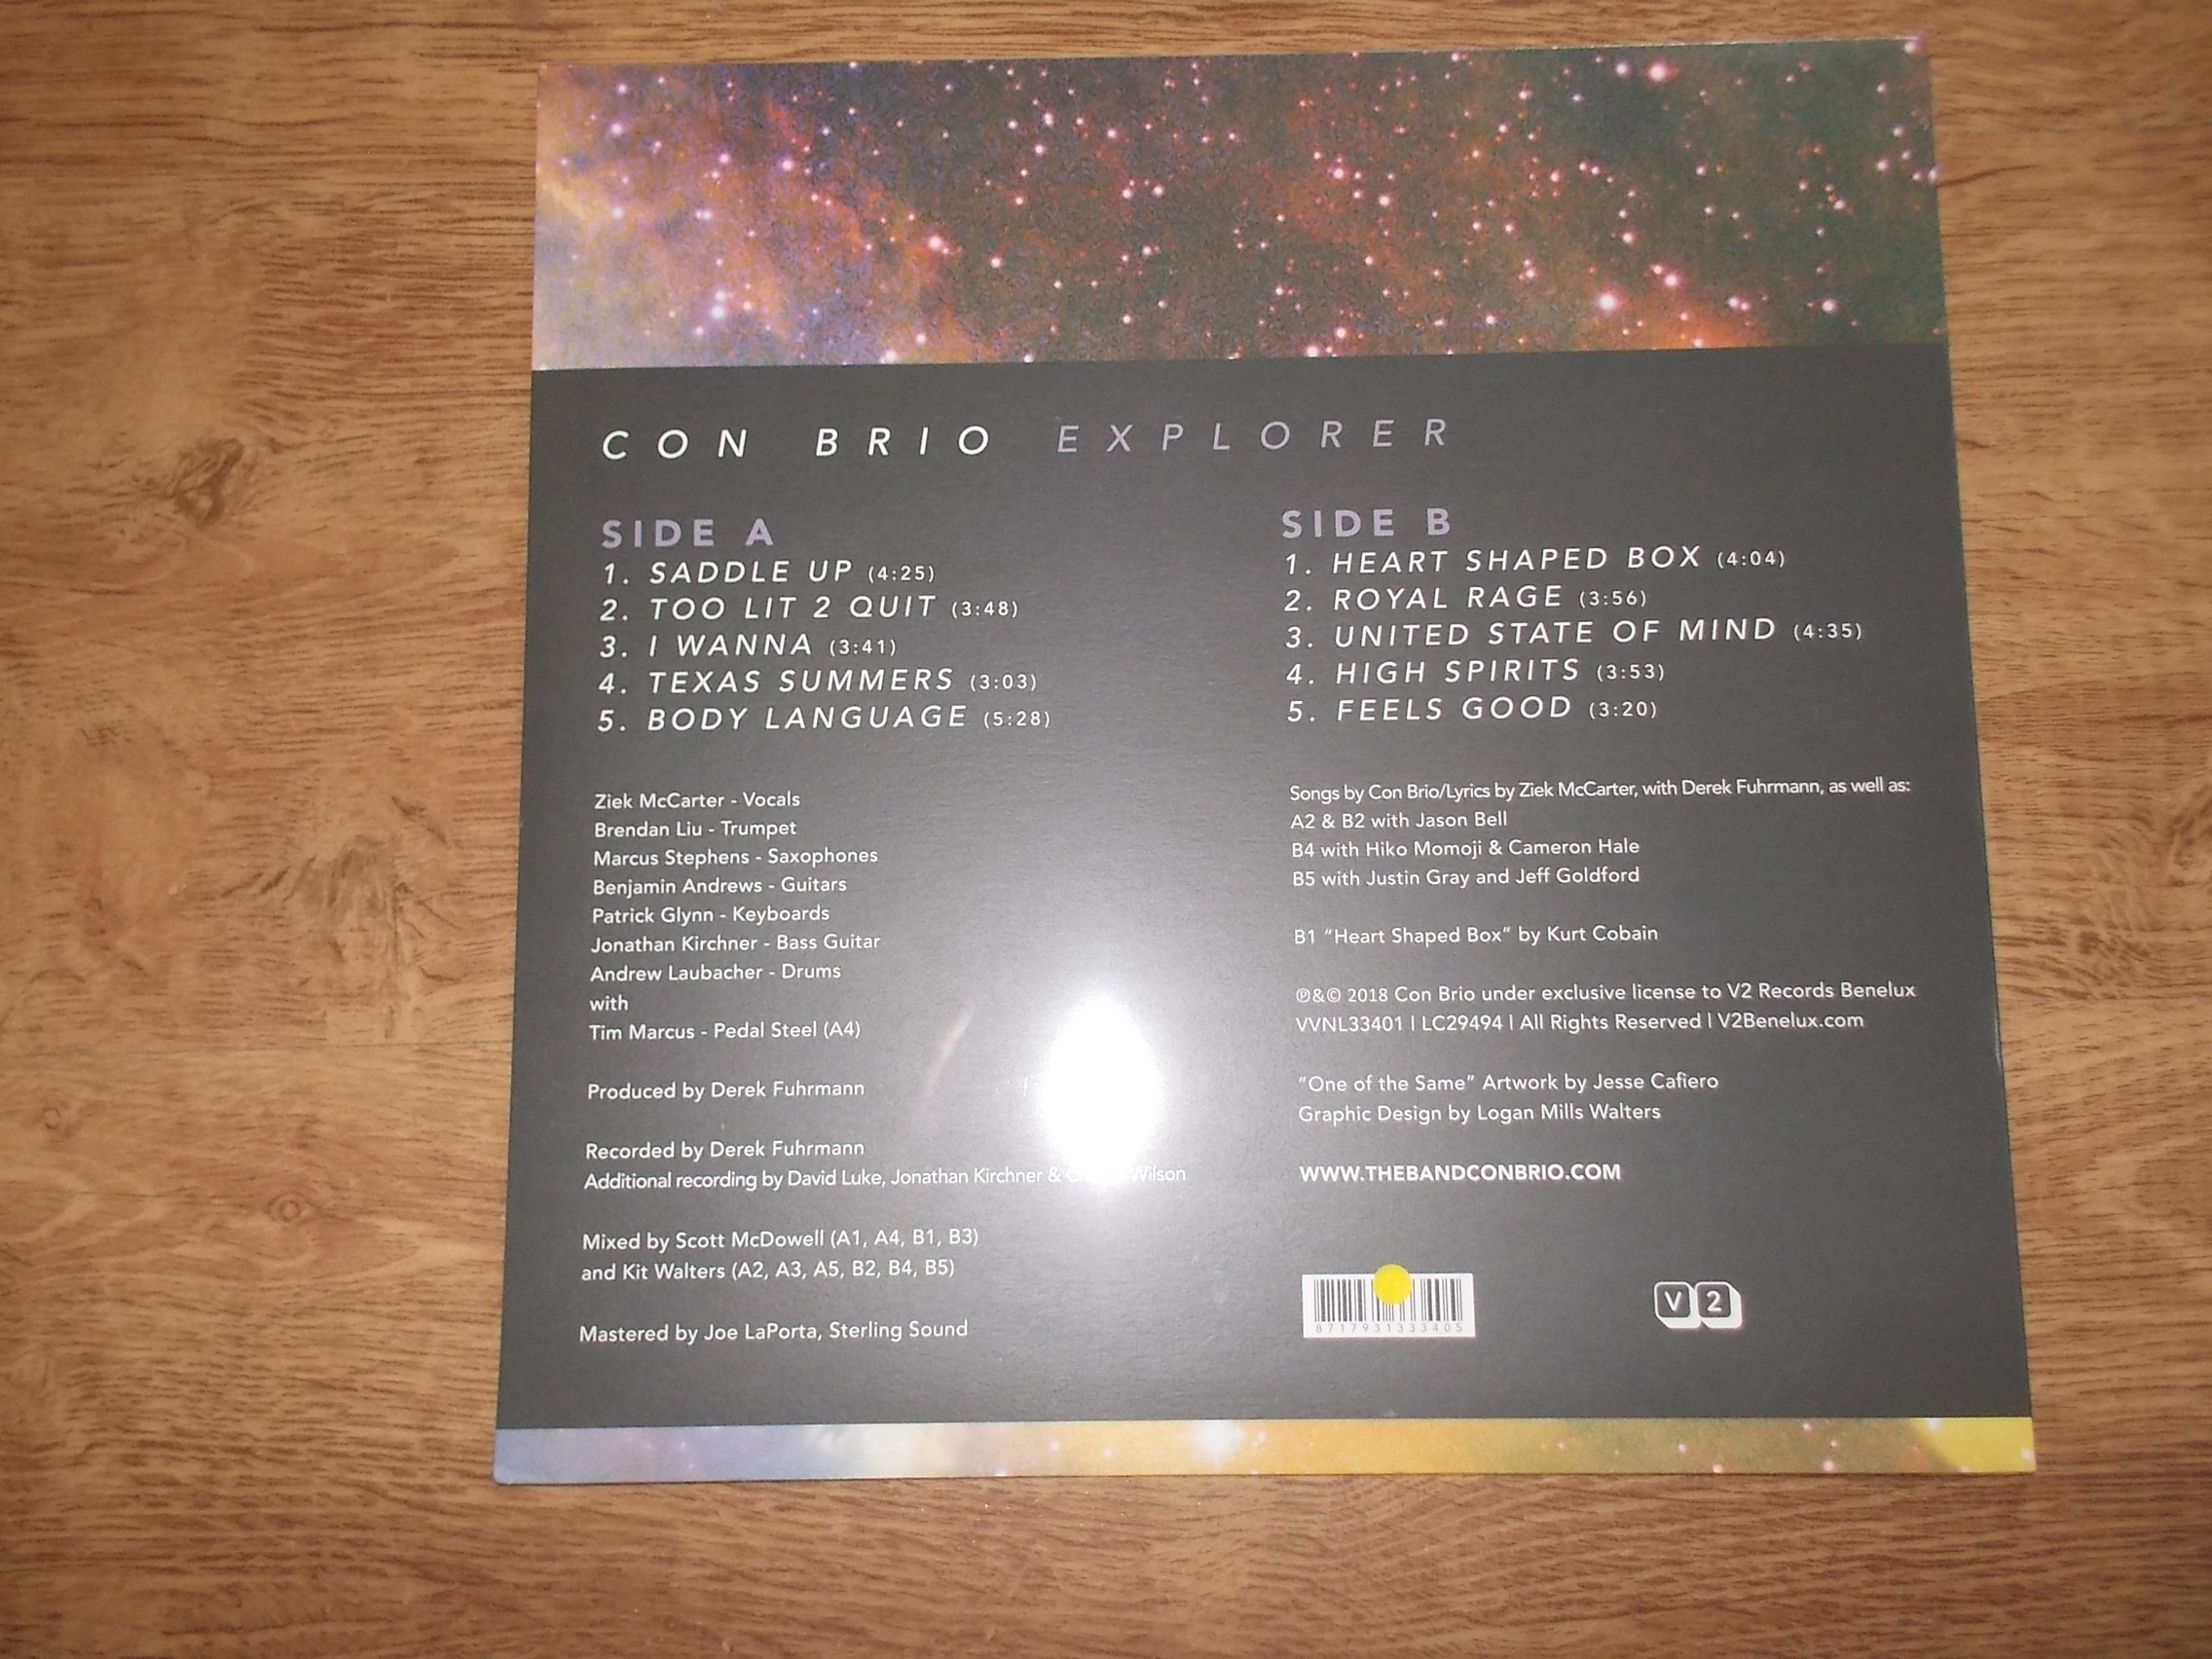 CON BRIO EXPLORER
SIDE A
1. SADDLE UP (4:25)
2. TOO LIT 2 QUIT (3:48)
3. I WANNA (3:41)
4. TEXAS SUMMERS (3:03)
5. BODY LANGUAGE (5:28)
Ziek McCarter - Vocals
Brendan Liu - Trumpet
Marcus Stephens - Saxophones
Benjamin Andrews - Guitars
Patrick Glynn - Keyboards
Jonathan Kirchner - Bass Guitar
Andrew Laubacher - Drums
with
Tim Marcus - Pedal Steel (A4)
Produced by Derek Fuhrmann
Recorded by Derek Fuhrmann
Additional recording by David Luke, Jonathan Kirchner & Wilson
Mixed by Scott McDowell (A1, A4, B1, B3)
and Kit Walters (A2, A3, A5, B2, B4, B5)
Mastered by Joe LaPorta, Sterling Sound
SIDE B
1. HEART SHAPED BOX (4:04)
2. ROYAL RAGE (3:56)
3. UNITED STATE OF MIND (4:35)
4. HIGH SPIRITS (3:53)
5. FEELS GOOD (3:20)
Songs by Con Brio/Lyrics by Ziek McCarter, with Derek Fuhrmann, as well as:
A2 & B2 with Jason Bell
B4 with Hiko Momoji & Cameron Hale
B5 with Justin Gray and Jeff Goldford
B1 “Heart Shaped Box” by Kurt Cobain
℗&© 2018 Con Brio under exclusive license to V2 Records Benelux
VVNL33401 | LC29494 | All Rights Reserved | V2Benelux.com
“One of the Same” Artwork by Jesse Cafiero
Graphic Design by Logan Mills Walters
WWW.THEBANDCONBRIO.COM
8717931333405
V2